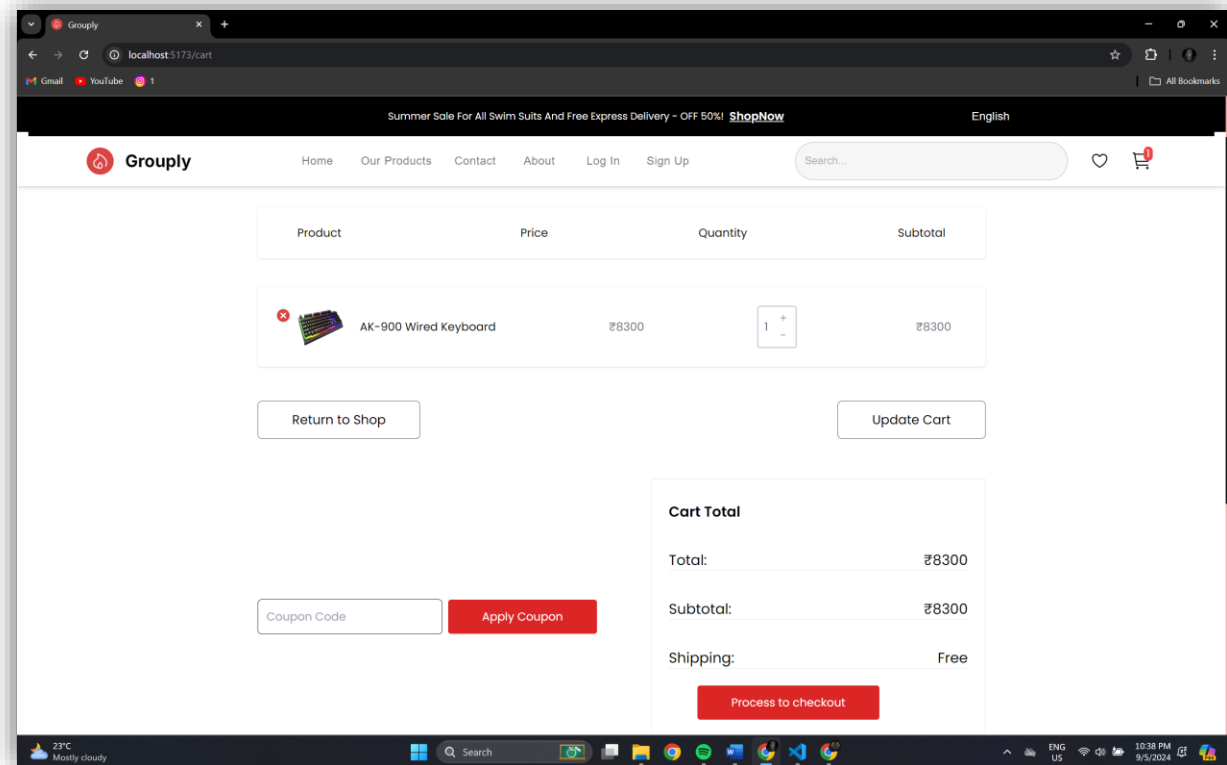 Grouply
localhost:5173/cart
Gmail YouTube 1 All Bookmarks
Summer Sale For All Swim Suits And Free Express Delivery - OFF 50%! ShopNow English
Grouply Home Our Products Contact About Log In Sign Up Search... 1
Product Price Quantity Subtotal
AK-900 Wired Keyboard ₹8300 1 + - ₹8300
Return to Shop Update Cart
Cart Total
Total: ₹8300
Subtotal: ₹8300
Coupon Code Apply Coupon
Shipping: Free
Process to checkout
23°C Search ENG 10:38 PM
Mostly cloudy US 9/5/2024